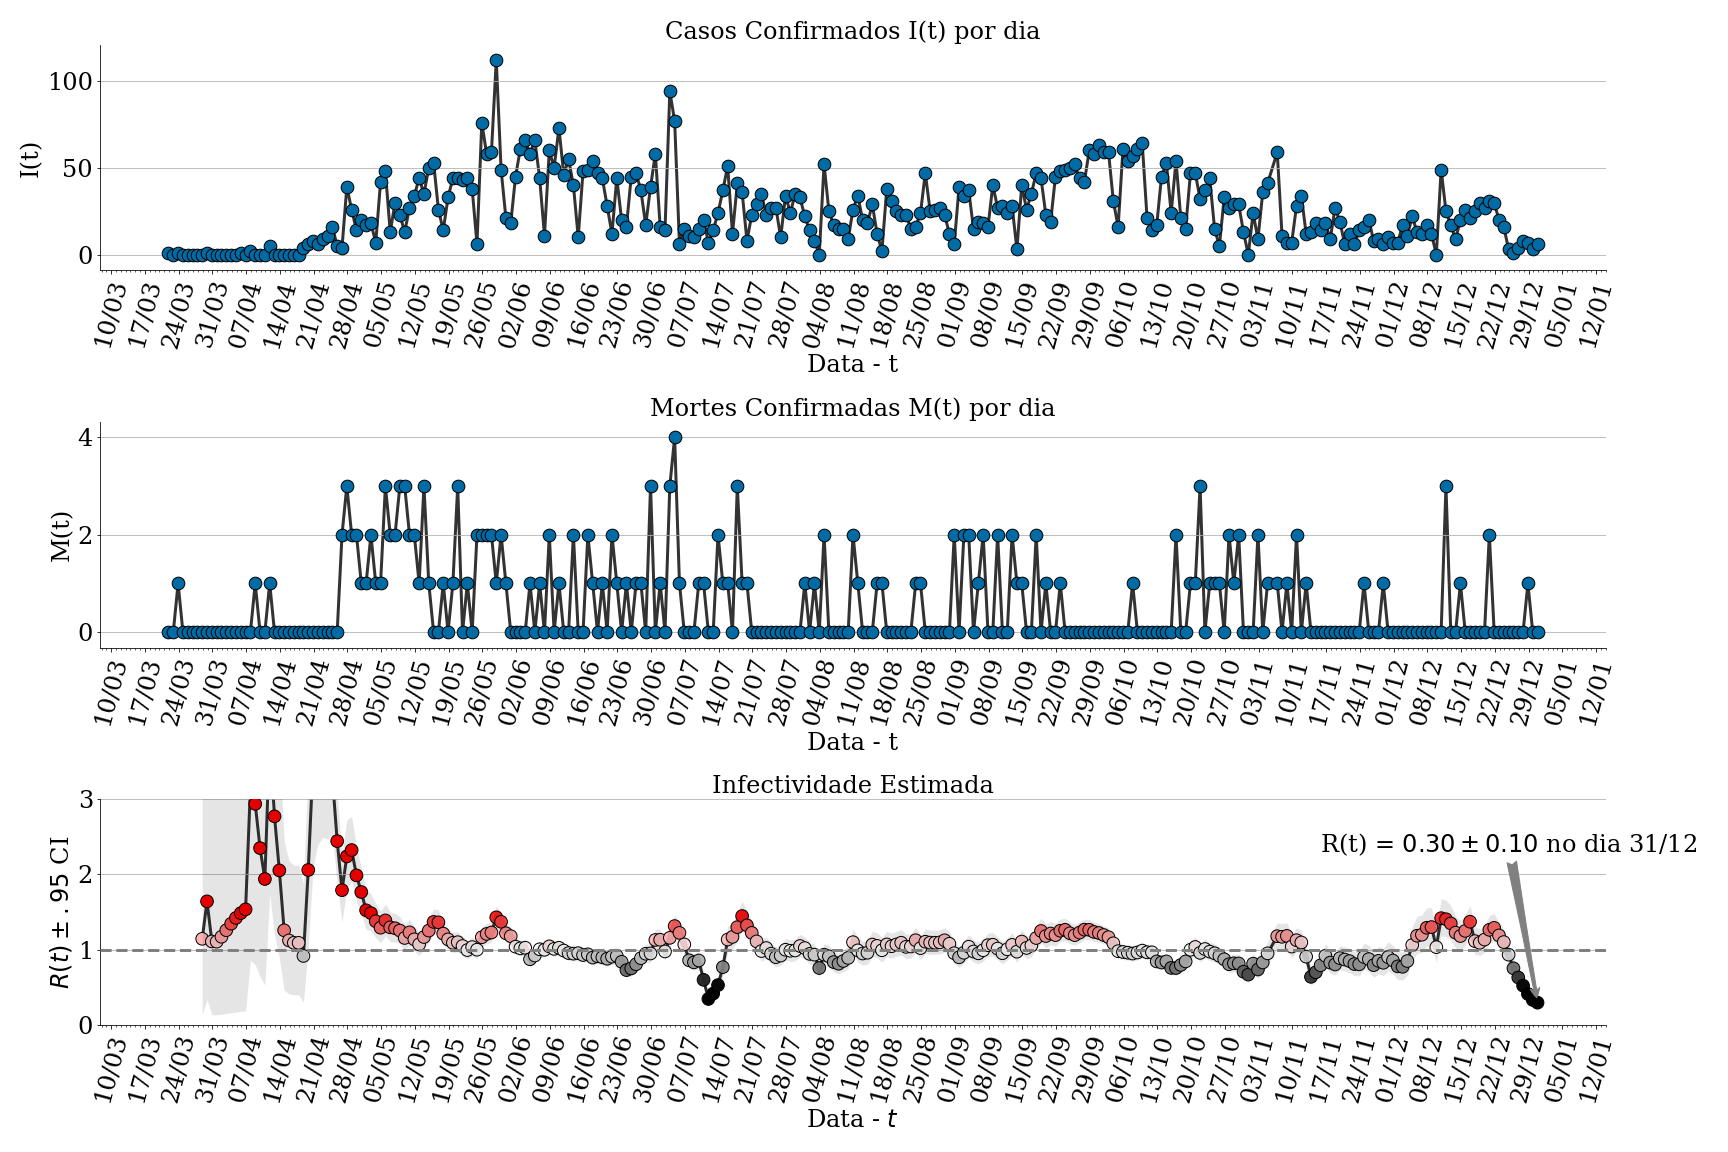 Casos Confirmados I(t) por dia
I(t)
100
50
0
10/03 17/03 24/03 31/03 07/04 14/04 21/04 28/04 05/05 12/05 19/05 26/05 02/06 09/06 16/06 23/06 30/06 07/07 14/07 21/07 28/07 04/08 11/08 18/08 25/08 01/09 08/09 15/09 22/09 29/09 06/10 13/10 20/10 27/10 03/11 10/11 17/11 24/11 01/12 08/12 15/12 22/12 29/12 05/01 12/01
Data - t
Mortes Confirmadas M(t) por dia
M(t)
4
2
0
10/03 17/03 24/03 31/03 07/04 14/04 21/04 28/04 05/05 12/05 19/05 26/05 02/06 09/06 16/06 23/06 30/06 07/07 14/07 21/07 28/07 04/08 11/08 18/08 25/08 01/09 08/09 15/09 22/09 29/09 06/10 13/10 20/10 27/10 03/11 10/11 17/11 24/11 01/12 08/12 15/12 22/12 29/12 05/01 12/01
Data - t
Infectividade Estimada
R(t) ± .95 CI
3
2
1
0
R(t) = 0.30 ± 0.10 no dia 31/12
10/03 17/03 24/03 31/03 07/04 14/04 21/04 28/04 05/05 12/05 19/05 26/05 02/06 09/06 16/06 23/06 30/06 07/07 14/07 21/07 28/07 04/08 11/08 18/08 25/08 01/09 08/09 15/09 22/09 29/09 06/10 13/10 20/10 27/10 03/11 10/11 17/11 24/11 01/12 08/12 15/12 22/12 29/12 05/01 12/01
Data - t